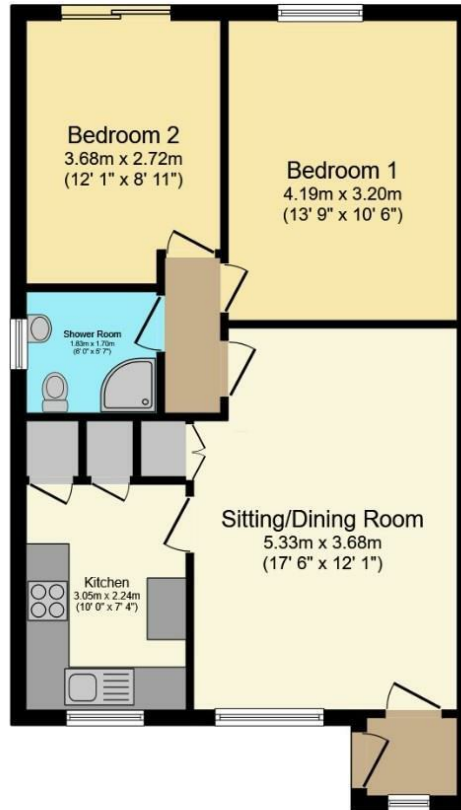 Bedroom 2
3.68m x 2.72m
(12' 1" x 8' 11")
Bedroom 1
4.19m x 3.20m
(13' 9" x 10' 6")
Shower Room
1.83m x 1.70m
(6' 0" x 5' 7")
Sitting/Dining Room
5.33m x 3.68m
(17' 6" x 12' 1")
Kitchen
3.05m x 2.24m
(10' 0" x 7' 4")